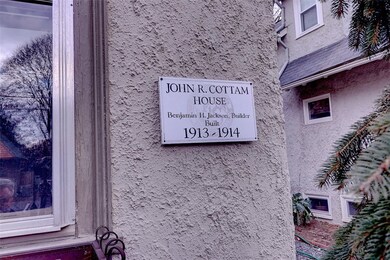 JOHN R. COTTAM
HOUSE
Benjamin H. Jackson, Builder
Built
1913-1914